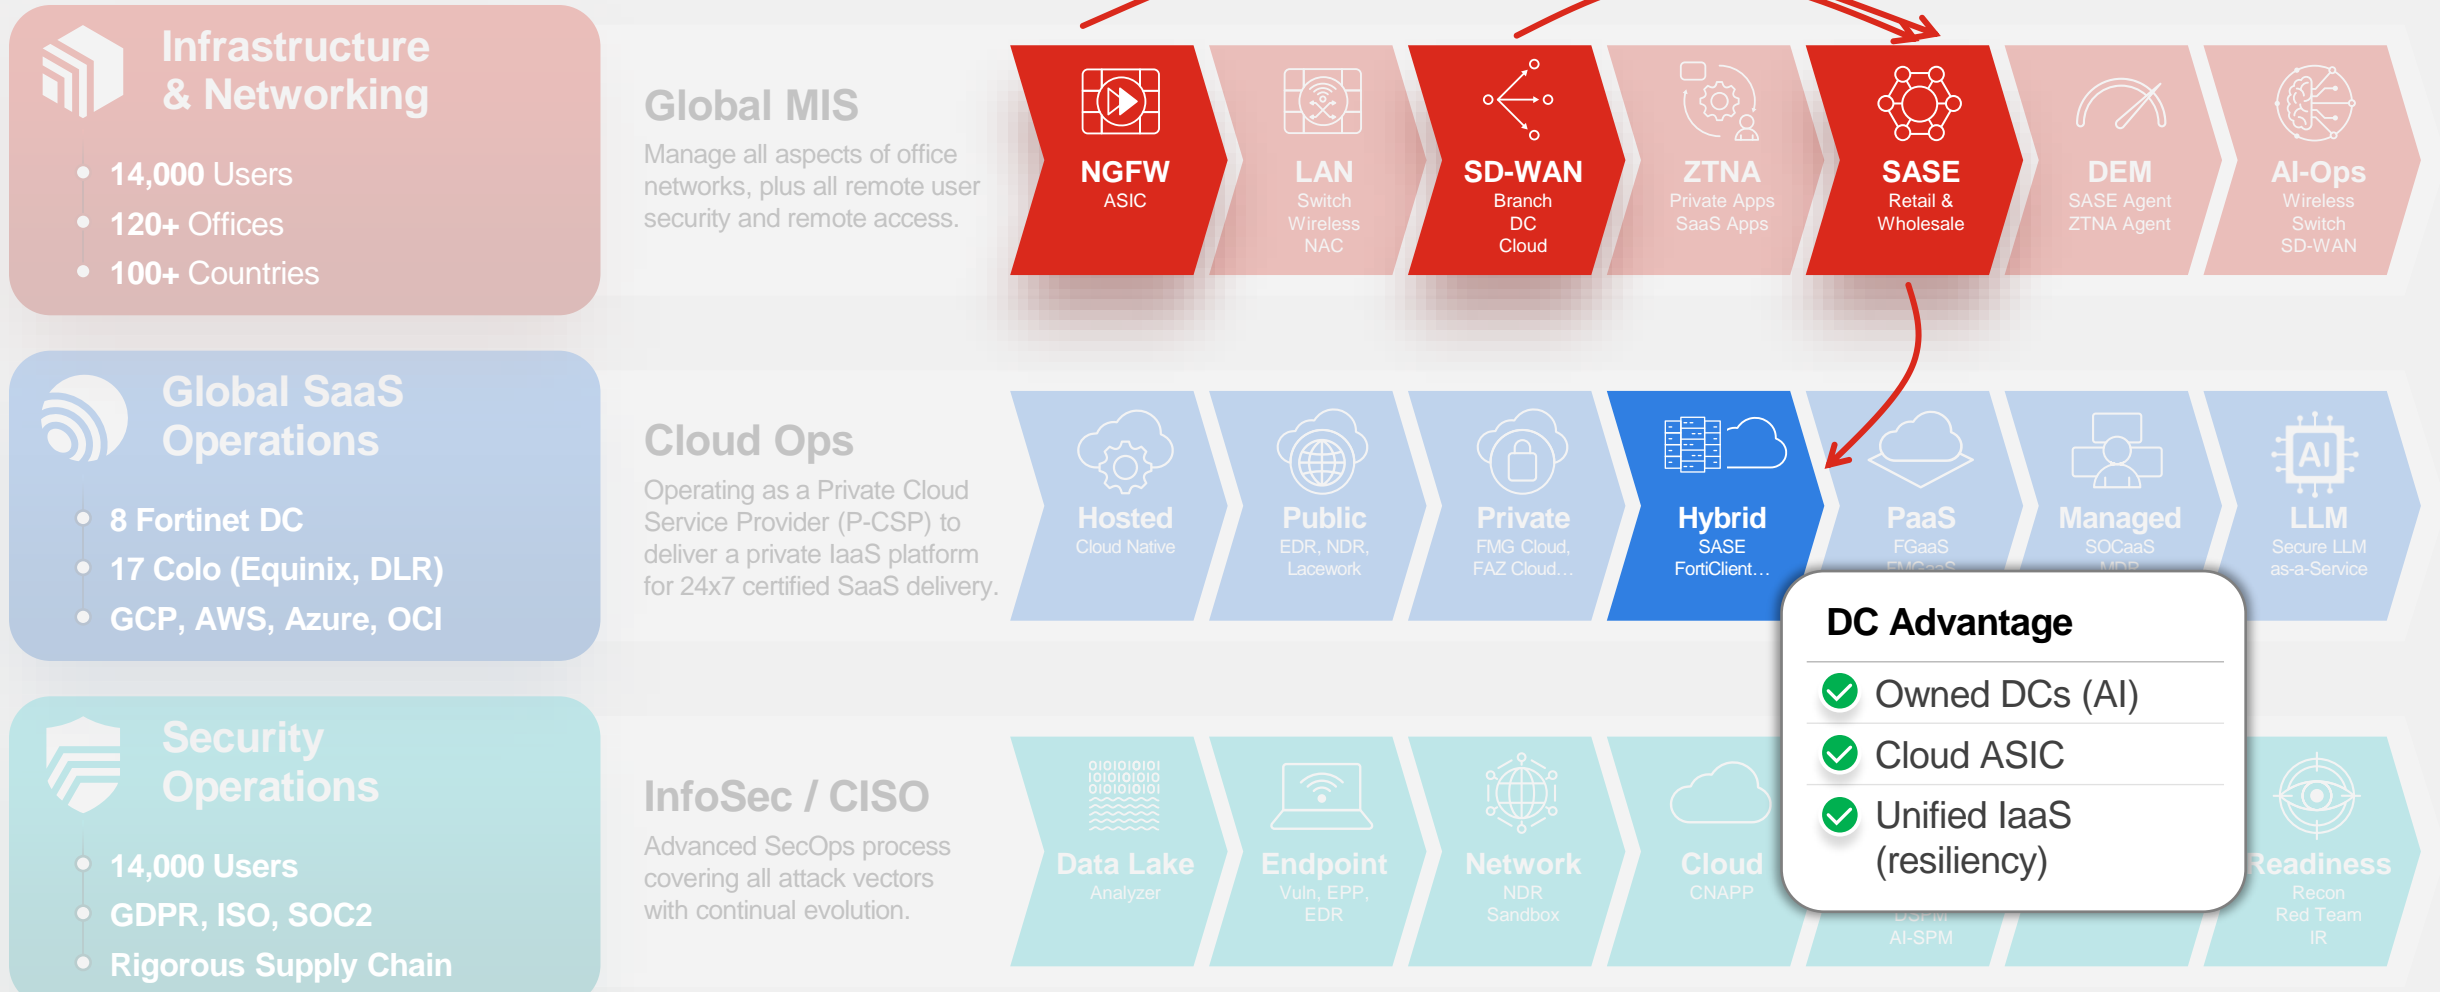 Infrastructure
& Networking
14,000 Users
120+ Offices
100+ Countries
Global MIS
Manage all aspects of office
networks, plus all remote user
security and remote access.
NGFW
ASIC
LAN
Switch
Wireless
NAC
SD-WAN
Branch
DC
Cloud
ZTNA
Private Apps
SaaS Apps
SASE
Retail &
Wholesale
DEM
SASE Agent
ZTNA Agent
AI-Ops
Wireless
Switch
SD-WAN
Global SaaS
Operations
8 Fortinet DC
17 Colo (Equinix, DLR)
GCP, AWS, Azure, OCI
Cloud Ops
Operating as a Private Cloud
Service Provider (P-CSP) to
deliver a private IaaS platform
for 24x7 certified SaaS delivery.
Hosted
Cloud Native
Public
EDR, NDR,
Lacework
Private
FMG Cloud,
FAZ Cloud...
Hybrid
SASE
FortiClient...
PaaS
FGaaS
FMGaaS
Managed
SOCaaS
MDR
AI
LLM
Secure LLM
as-a-Service
DC Advantage
Owned DCs (AI)
Cloud ASIC
Unified IaaS
(resiliency)
Security
Operations
14,000 Users
GDPR, ISO, SOC2
Rigorous Supply Chain
InfoSec / CISO
Advanced SecOps process
covering all attack vectors
with continual evolution.
0101010101
1010101010
0101010101
Data Lake
Analyzer
Endpoint
Vuln, EPP,
EDR
Network
NDR
Sandbox
Cloud
CNAPP
DSPM
AI-SPM
Readiness
Recon
Red Team
IR